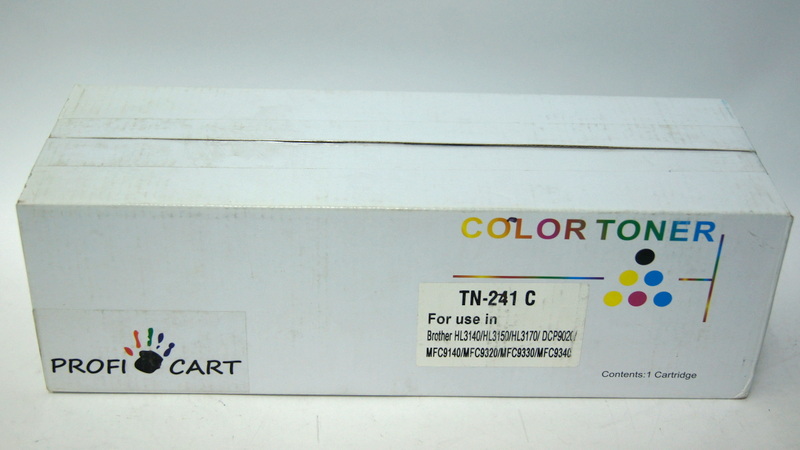 COLOR TONER
TN-241 C
For use in
Brother HL3140/HL3150/HL3170/ DCP9020/
MFC9140/MFC9320/MFC9330/MFC9340
PROFI CART
Contents:1 Cartridge